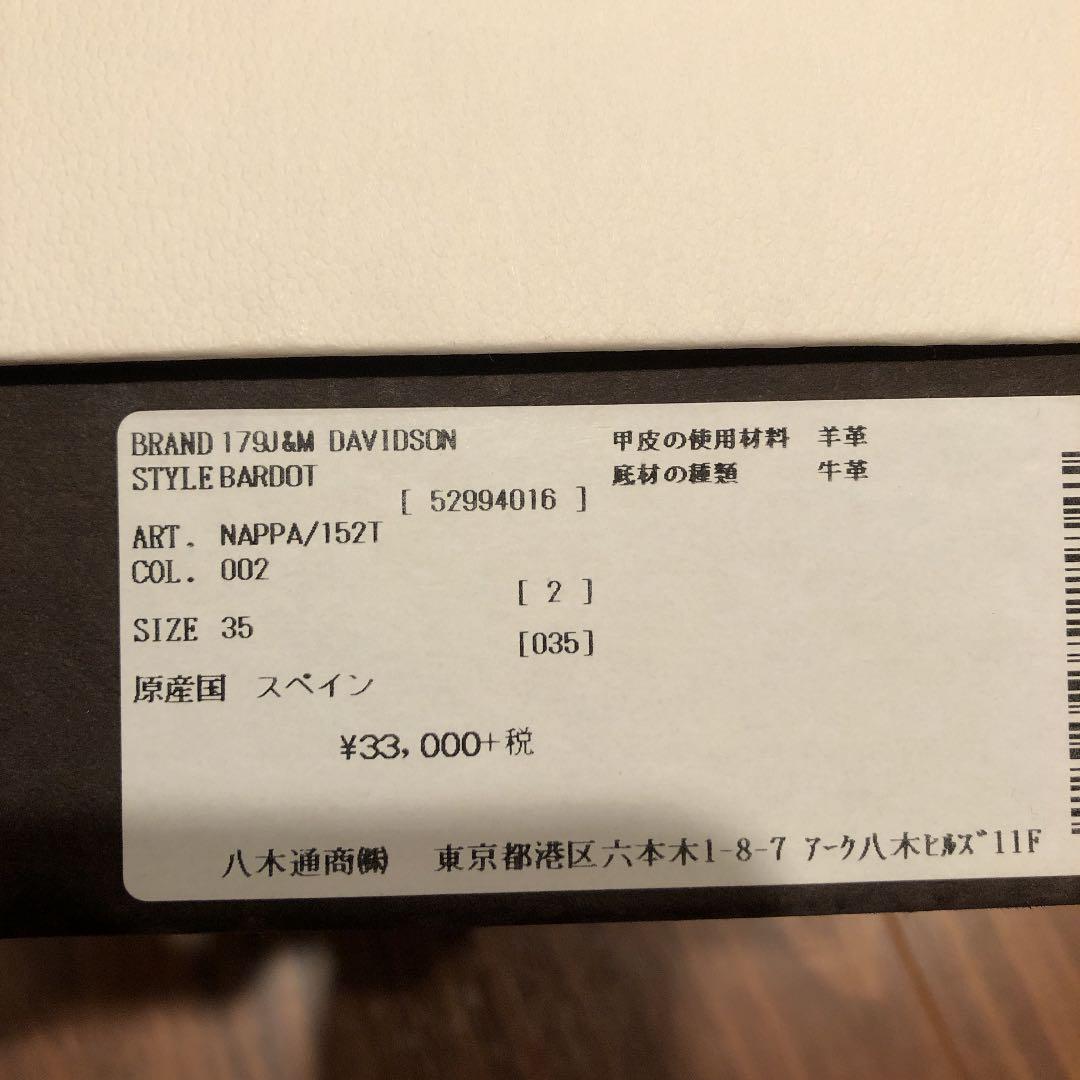 BRAND 179J&M DAVIDSON 甲皮の使用材料 羊革
STYLE BARDOT 底材の種類 牛革
[ 52994016 ]
ART. NAPPA/152T
COL. 002
[ 2 ]
SIZE 35 [035]
原産国 スペイン
¥33,000+税
八木通商㈱ 東京都港区六本木1-8-7 ｱｰｸ八木ﾋﾙｽﾞ11F